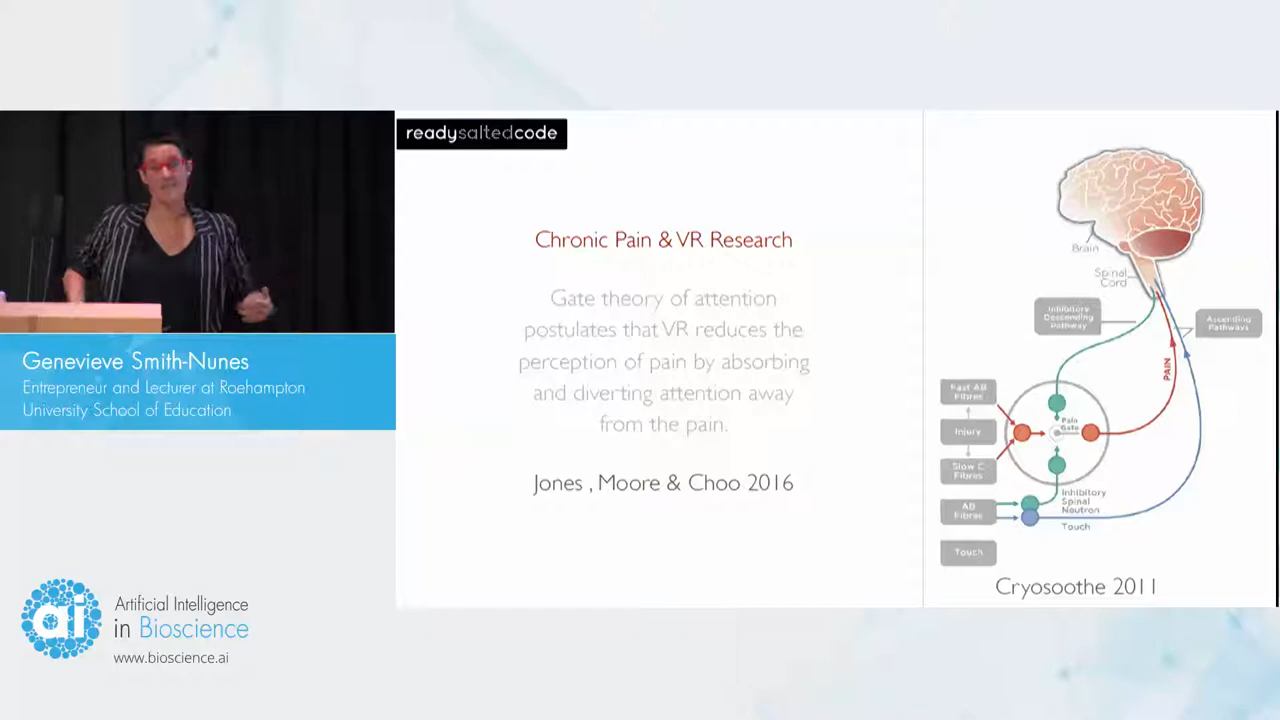 readysaltedcode
Chronic Pain & VR Research
Gate theory of attention
postulates that VR reduces the
perception of pain by absorbing
and diverting attention away
from the pain.
Jones , Moore & Choo 2016
Genevieve Smith-Nunes
Entrepreneur and Lecturer at Roehampton
University School of Education
ai
Artificial Intelligence
in Bioscience
www.bioscience.ai
Brain
Spinal
Cord
Inhibitory
Descending
Pathway
Ascending
Pathways
PAIN
Fast AB
Fibres
Injury
Slow C
Fibres
Pain
Gate
AB
Fibres
Inhibitory
Spinal
Neutron
Touch
Touch
Cryosoothe 2011